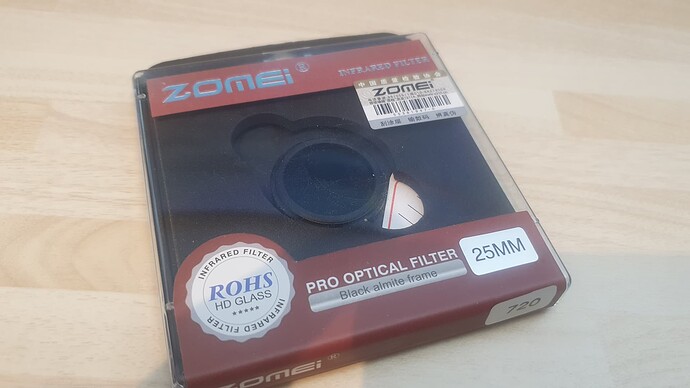 ZOMEi ®
INFRARED FILTER
ZOMEi
INFRARED FILTER
ROHS
HD GLASS
★★★★★
INFRARED FILTER
PRO OPTICAL FILTER
Black almite frame
25MM
720
ZOMEi ®